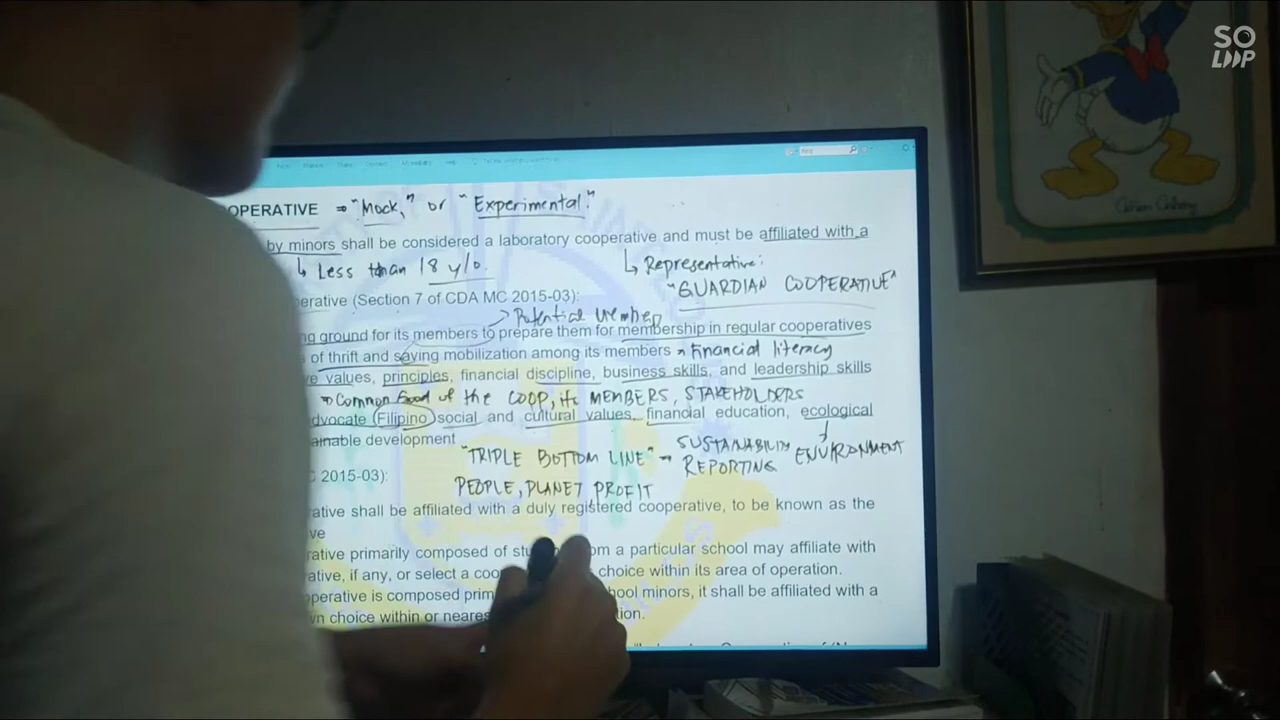 SO
LOOP
OPERATIVE ⇒ "Mock," or "Experimental."
by minors shall be considered a laboratory cooperative and must be affiliated with a
↳ Less than 18 y/o.
↳ Representative:
"GUARDIAN COOPERATIVE"
erative (Section 7 of CDA MC 2015-03):
> Potential Member
ng ground for its members to prepare them for membership in regular cooperatives
of thrift and saving mobilization among its members → Financial literacy
ve values, principles, financial discipline, business skills, and leadership skills
→ Common Good of the COOP, its MEMBERS, STAKEHOLDERS
dvocate Filipino social and cultural values, financial education, ecological
ainable development
"TRIPLE BOTTOM LINE" → SUSTAINABILITY REPORTING
ENVIRONMENT
PEOPLE, PLANET PROFIT
C 2015-03):
rative shall be affiliated with a duly registered cooperative, to be known as the
ve
rative primarily composed of stu om a particular school may affiliate with
ative, if any, or select a coo choice within its area of operation.
operative is composed prim hool minors, it shall be affiliated with a
wn choice within or neares tion.